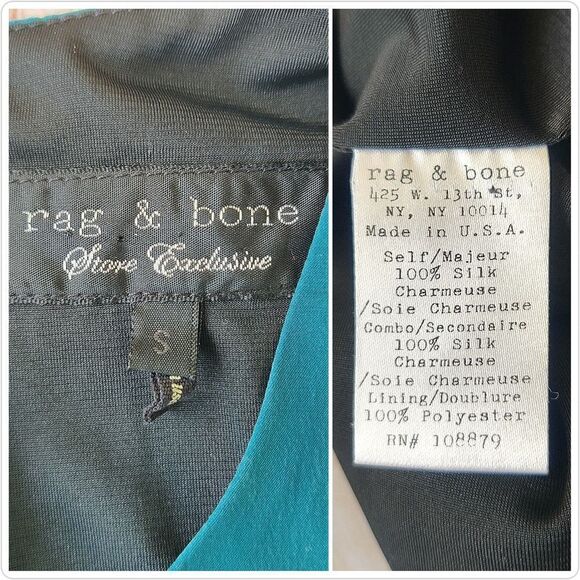 rag & bone
Store Exclusive
S
rag & bone
425 W. 13th St,
NY, NY 10014
Made in U.S.A.
Self/Majeur
100% Silk
Charmeuse
/Soie Charmeuse
Combo/Secondaire
100% Silk
Charmeuse
/Soie Charmeuse
Lining/Doublure
100% Polyester
RN# 108879